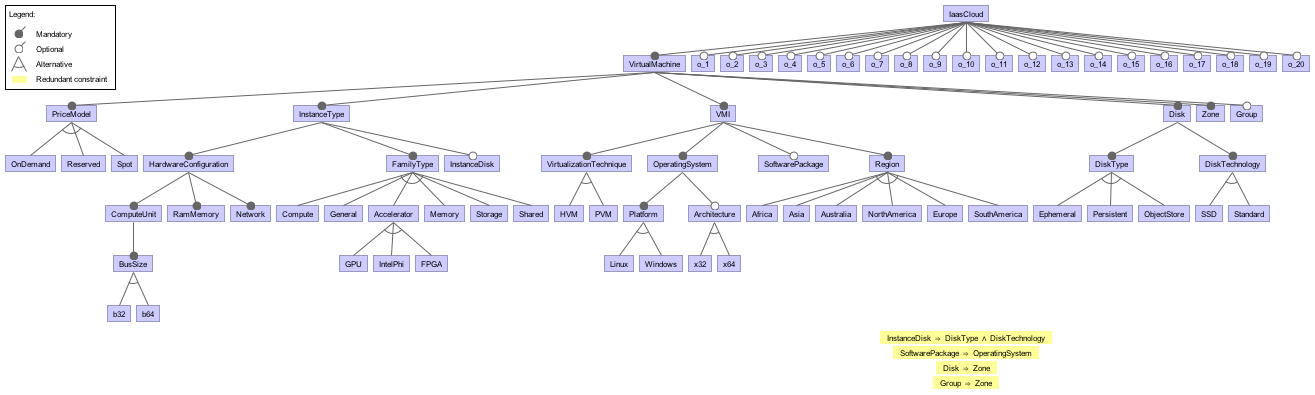 Legend:
Mandatory
Optional
Alternative
Redundant constraint
IaasCloud
VirtualMachine o_1 o_2 o_3 o_4 o_5 o_6 o_7 o_8 o_9 o_10 o_11 o_12 o_13 o_14 o_15 o_16 o_17 o_18 o_19 o_20
PriceModel InstanceType VMI Disk Zone Group
OnDemand Reserved Spot HardwareConfiguration FamilyType InstanceDisk VirtualizationTechnique OperatingSystem SoftwarePackage Region DiskType DiskTechnology
ComputeUnit RamMemory Network Compute General Accelerator Memory Storage Shared HVM PVM Platform Architecture Africa Asia Australia NorthAmerica Europe SouthAmerica Ephemeral Persistent ObjectStore SSD Standard
BusSize GPU IntelPhi FPGA Linux Windows x32 x64
b32 b64
InstanceDisk ⇒ DiskType ∧ DiskTechnology
SoftwarePackage ⇒ OperatingSystem
Disk ⇒ Zone
Group ⇒ Zone